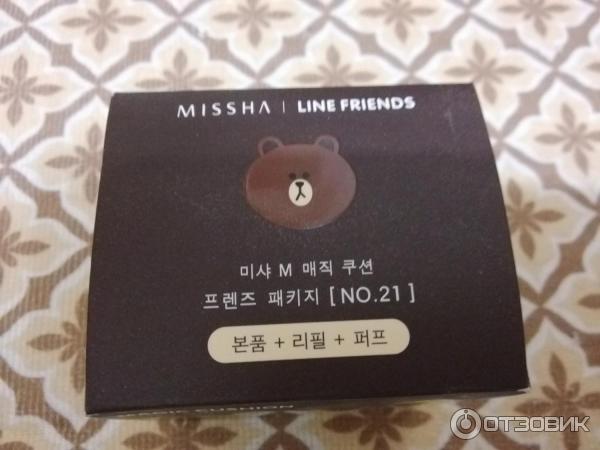 MISSHA | LINE FRIENDS
미샤 M 매직 쿠션
프렌즈 패키지 [ NO.21 ]
본품 + 리필 + 퍼프
CUSHION
ОТЗОВИК